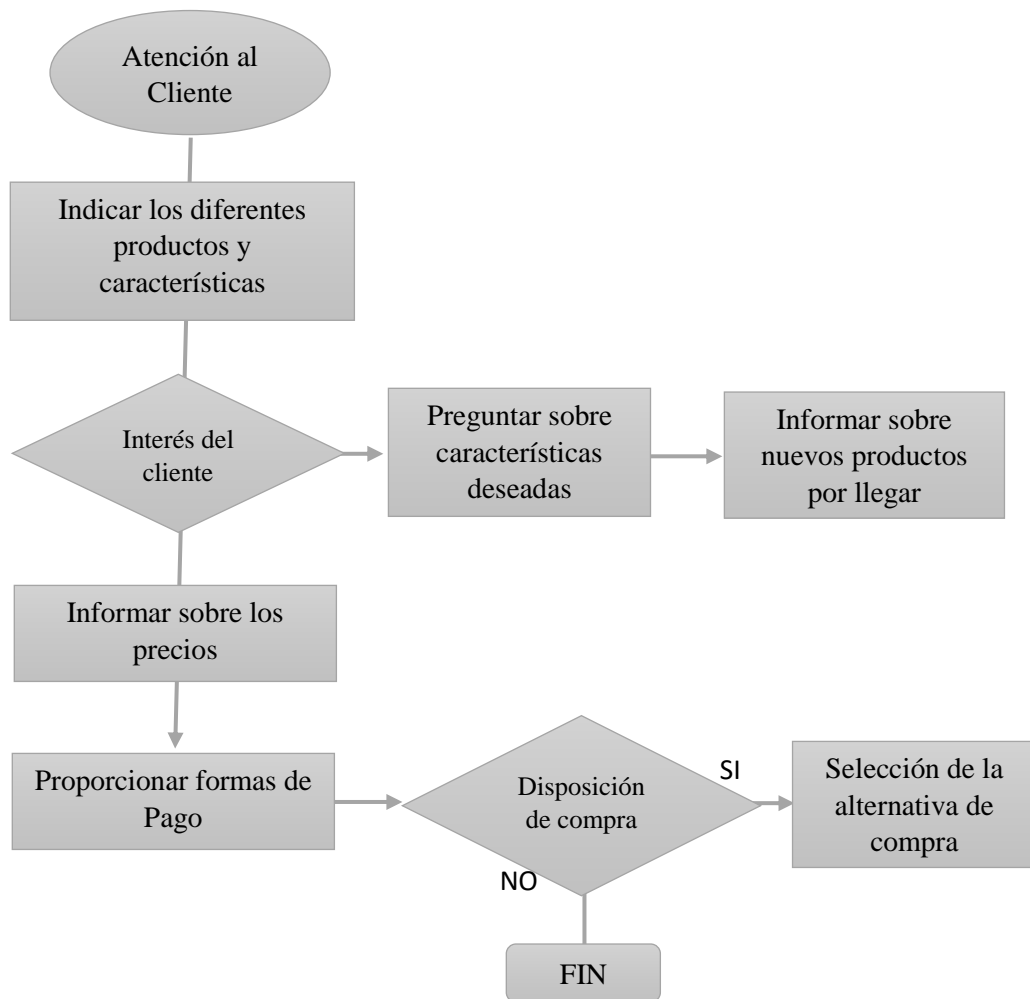 Atención al
Cliente
Indicar los diferentes
productos y
características
Interés del
cliente
Preguntar sobre
características
deseadas
Informar sobre
nuevos productos
por llegar
Informar sobre los
precios
Proporcionar formas de
Pago
Disposición
de compra
SI
Selección de la
alternativa de
compra
NO
FIN